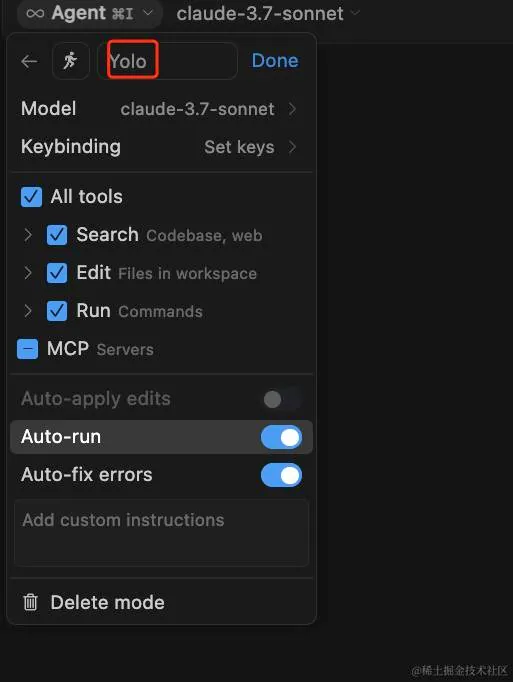 ∞ Agent ⌘I claude-3.7-sonnet
Yolo Done
Model claude-3.7-sonnet
Keybinding Set keys
All tools
Search Codebase, web
Edit Files in workspace
Run Commands
MCP Servers
Auto-apply edits
Auto-run
Auto-fix errors
Add custom instructions
Delete mode
@稀土掘金技术社区